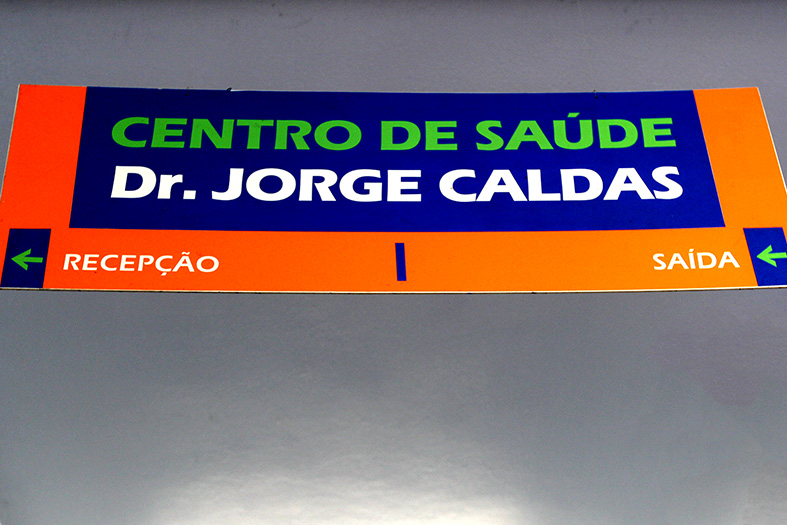 CENTRO DE SAÚDE
Dr. JORGE CALDAS
RECEPÇÃO
SAÍDA